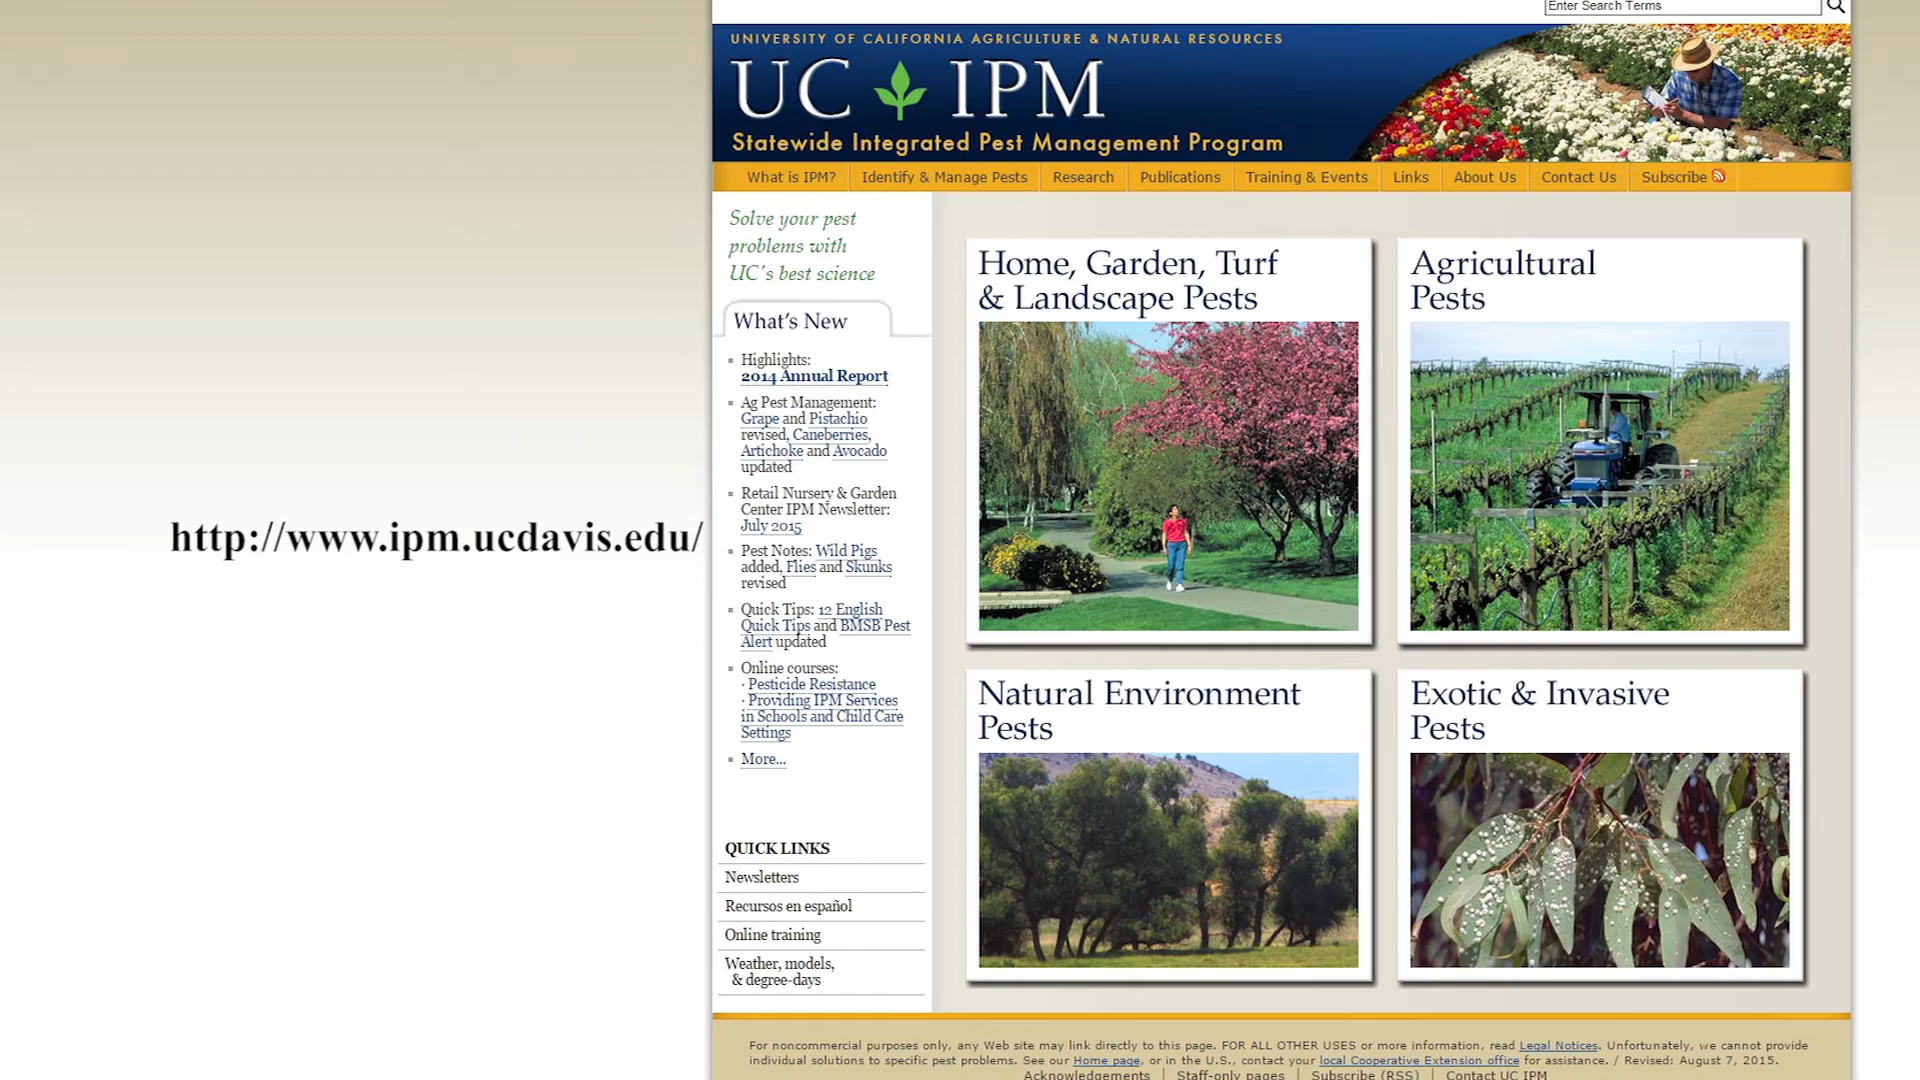 Enter Search Terms
UNIVERSITY OF CALIFORNIA AGRICULTURE & NATURAL RESOURCES
UC IPM
Statewide Integrated Pest Management Program
What is IPM?
Identify & Manage Pests
Research
Publications
Training & Events
Links
About Us
Contact Us
Subscribe
Solve your pest
problems with
UC's best science
What's New
Highlights:
2014 Annual Report
Ag Pest Management:
Grape and Pistachio
revised, Caneberries,
Artichoke and Avocado
updated
Retail Nursery & Garden
Center IPM Newsletter:
July 2015
Pest Notes: Wild Pigs
added, Flies and Skunks
revised
Quick Tips: 12 English
Quick Tips and BMSB Pest
Alert updated
Online courses:
· Pesticide Resistance
· Providing IPM Services
in Schools and Child Care
Settings
More...
QUICK LINKS
Newsletters
Recursos en español
Online training
Weather, models,
& degree-days
http://www.ipm.ucdavis.edu/
Home, Garden, Turf
& Landscape Pests
Agricultural
Pests
Natural Environment
Pests
Exotic & Invasive
Pests
For noncommercial purposes only, any Web site may link directly to this page. FOR ALL OTHER USES or more information, read Legal Notices. Unfortunately, we cannot provide
individual solutions to specific pest problems. See our Home page, or in the U.S., contact your local Cooperative Extension office for assistance. / Revised: August 7, 2015.
Acknowledgements | Staff-only pages | Subscribe (RSS) | Contact UC IPM